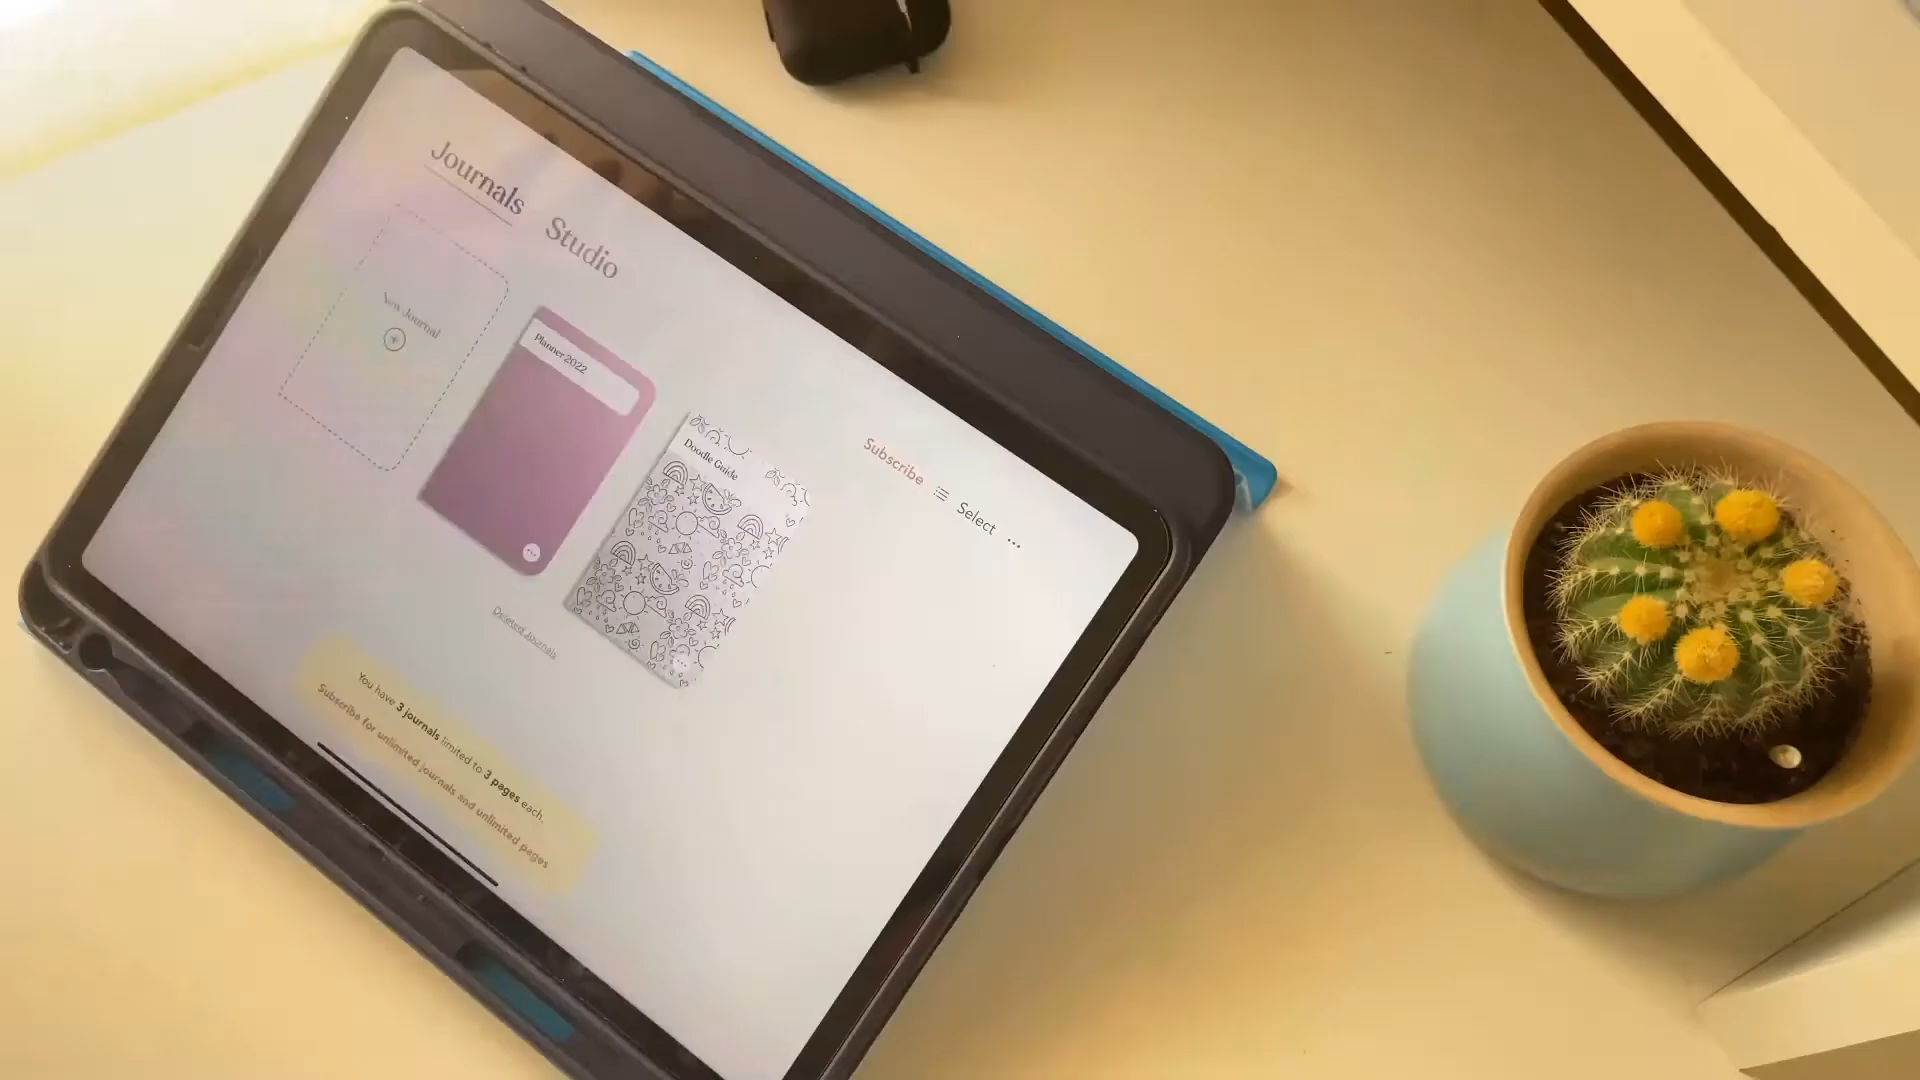 Journals
Studio
New Journal
Planner 2022
Doodle Guide
Subscribe
Select
Deleted Journals
You have 3 journals limited to 3 pages each.
Subscribe for unlimited journals and unlimited pages